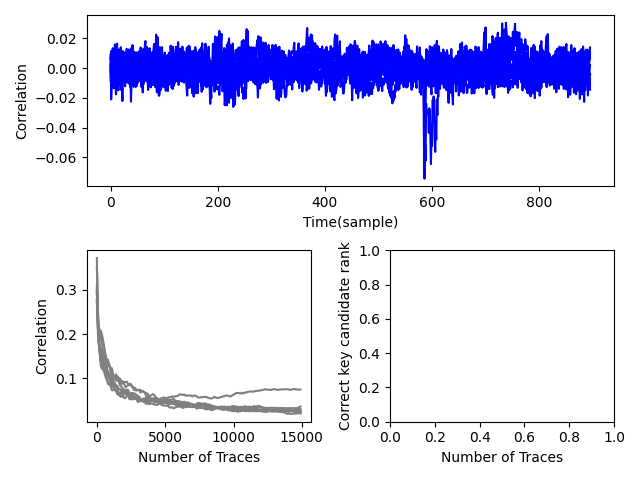 0.02
0.00
−0.02
−0.04
−0.06
Correlation
0 200 400 600 800
Time(sample)
0.3
0.2
0.1
Correlation
0 5000 10000 15000
Number of Traces
1.0
0.8
0.6
0.4
0.2
0.0
Correct key candidate rank
0.0 0.2 0.4 0.6 0.8 1.0
Number of Traces